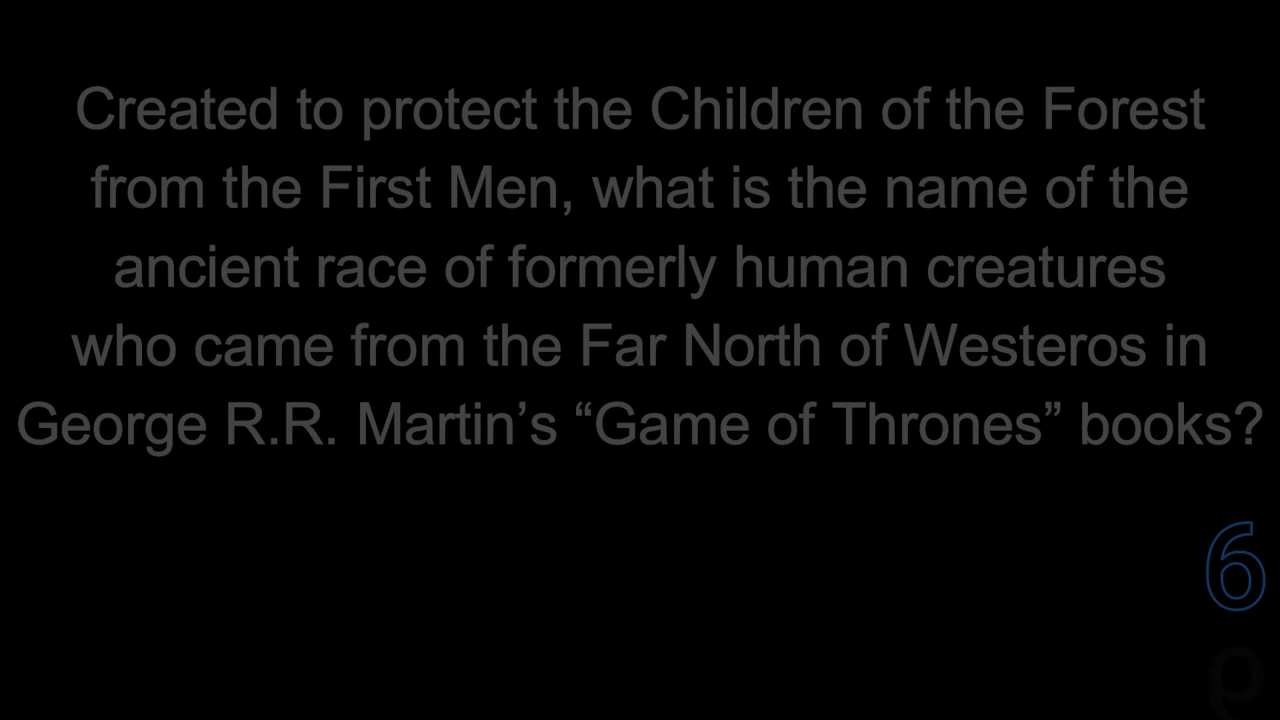 Created to protect the Children of the Forest
from the First Men, what is the name of the
ancient race of formerly human creatures
who came from the Far North of Westeros in
George R.R. Martin’s “Game of Thrones” books?
6